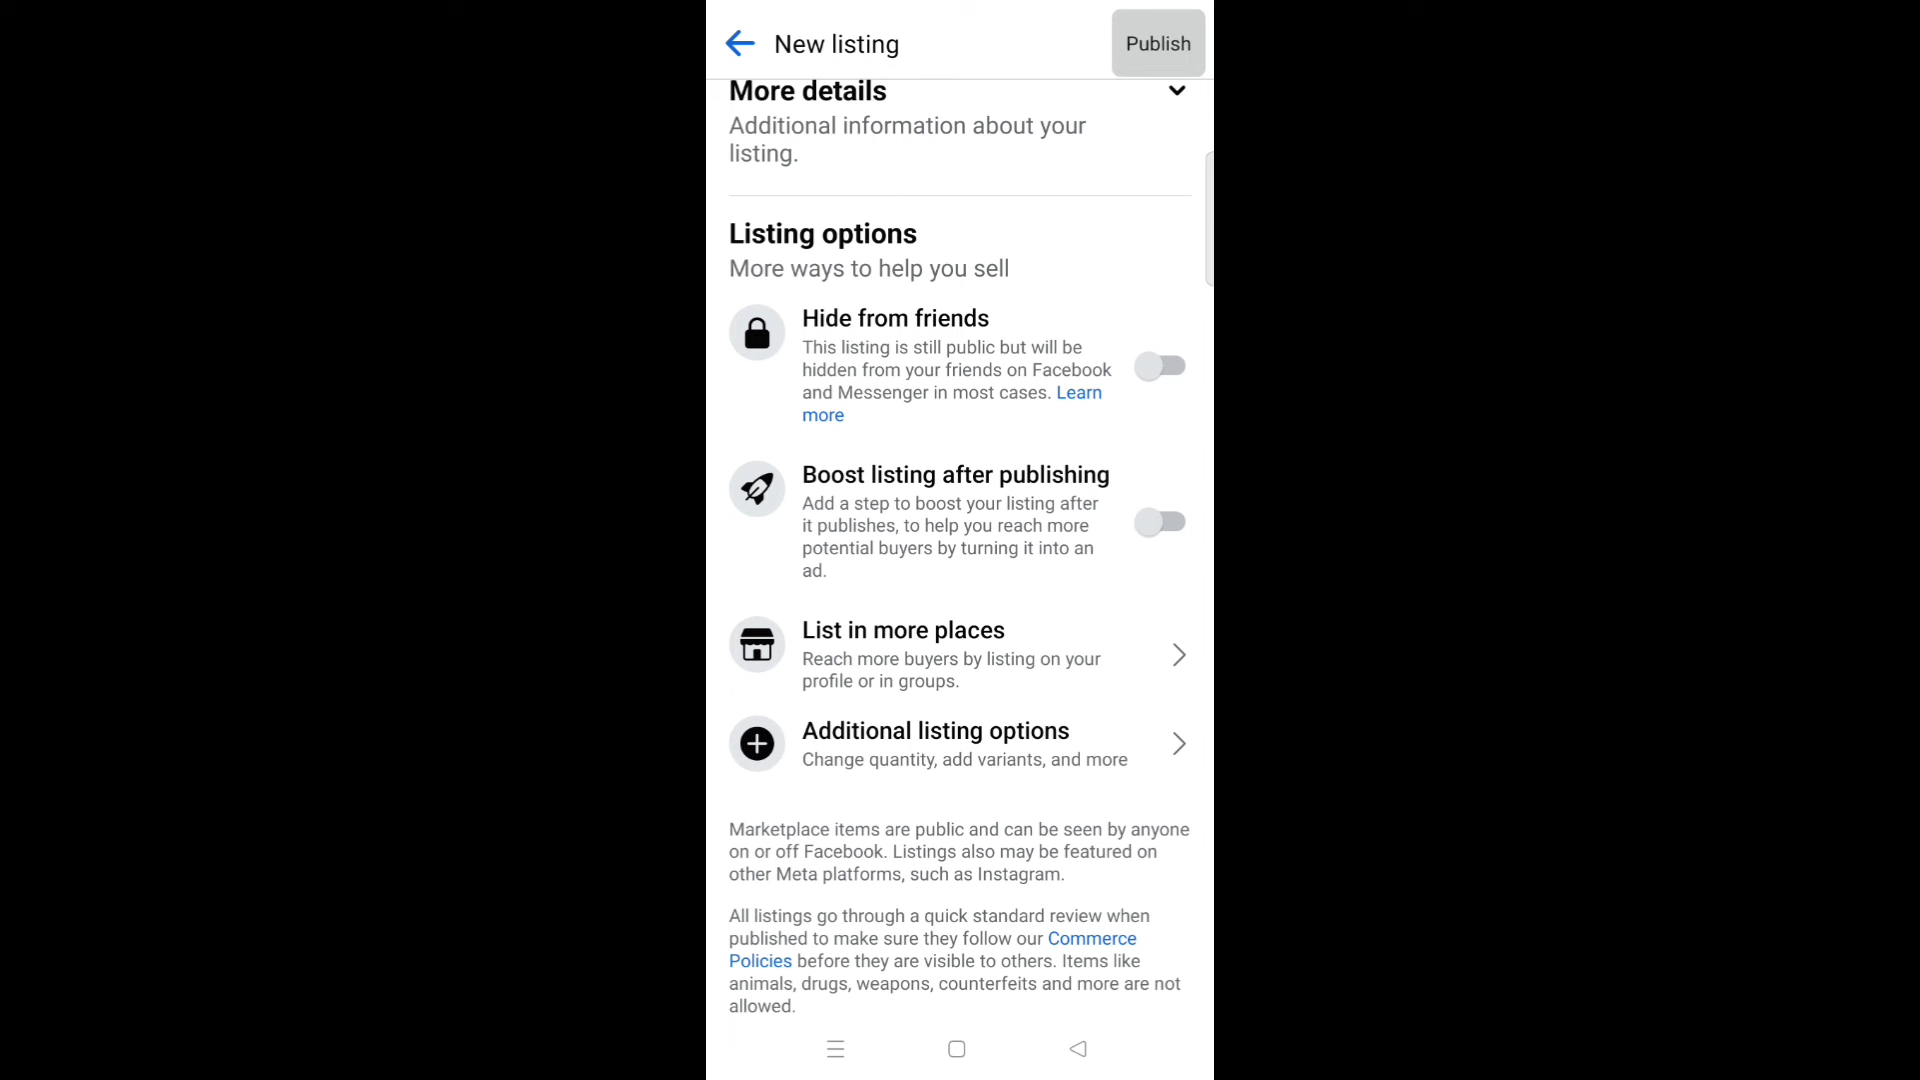 New listing
Publish
More details
Additional information about your
listing.
Listing options
More ways to help you sell
Hide from friends
This listing is still public but will be
hidden from your friends on Facebook
and Messenger in most cases. Learn
more
Boost listing after publishing
Add a step to boost your listing after
it publishes, to help you reach more
potential buyers by turning it into an
ad.
List in more places
Reach more buyers by listing on your
profile or in groups.
Additional listing options
Change quantity, add variants, and more
Marketplace items are public and can be seen by anyone
on or off Facebook. Listings also may be featured on
other Meta platforms, such as Instagram.
All listings go through a quick standard review when
published to make sure they follow our Commerce
Policies before they are visible to others. Items like
animals, drugs, weapons, counterfeits and more are not
allowed.